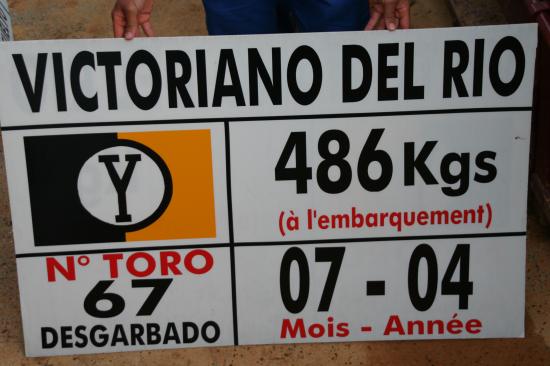 VICTORIANO DEL RIO
Y
486 Kgs
(à l'embarquement)
N° TORO
67
DESGARBADO
07 - 04
Mois - Année